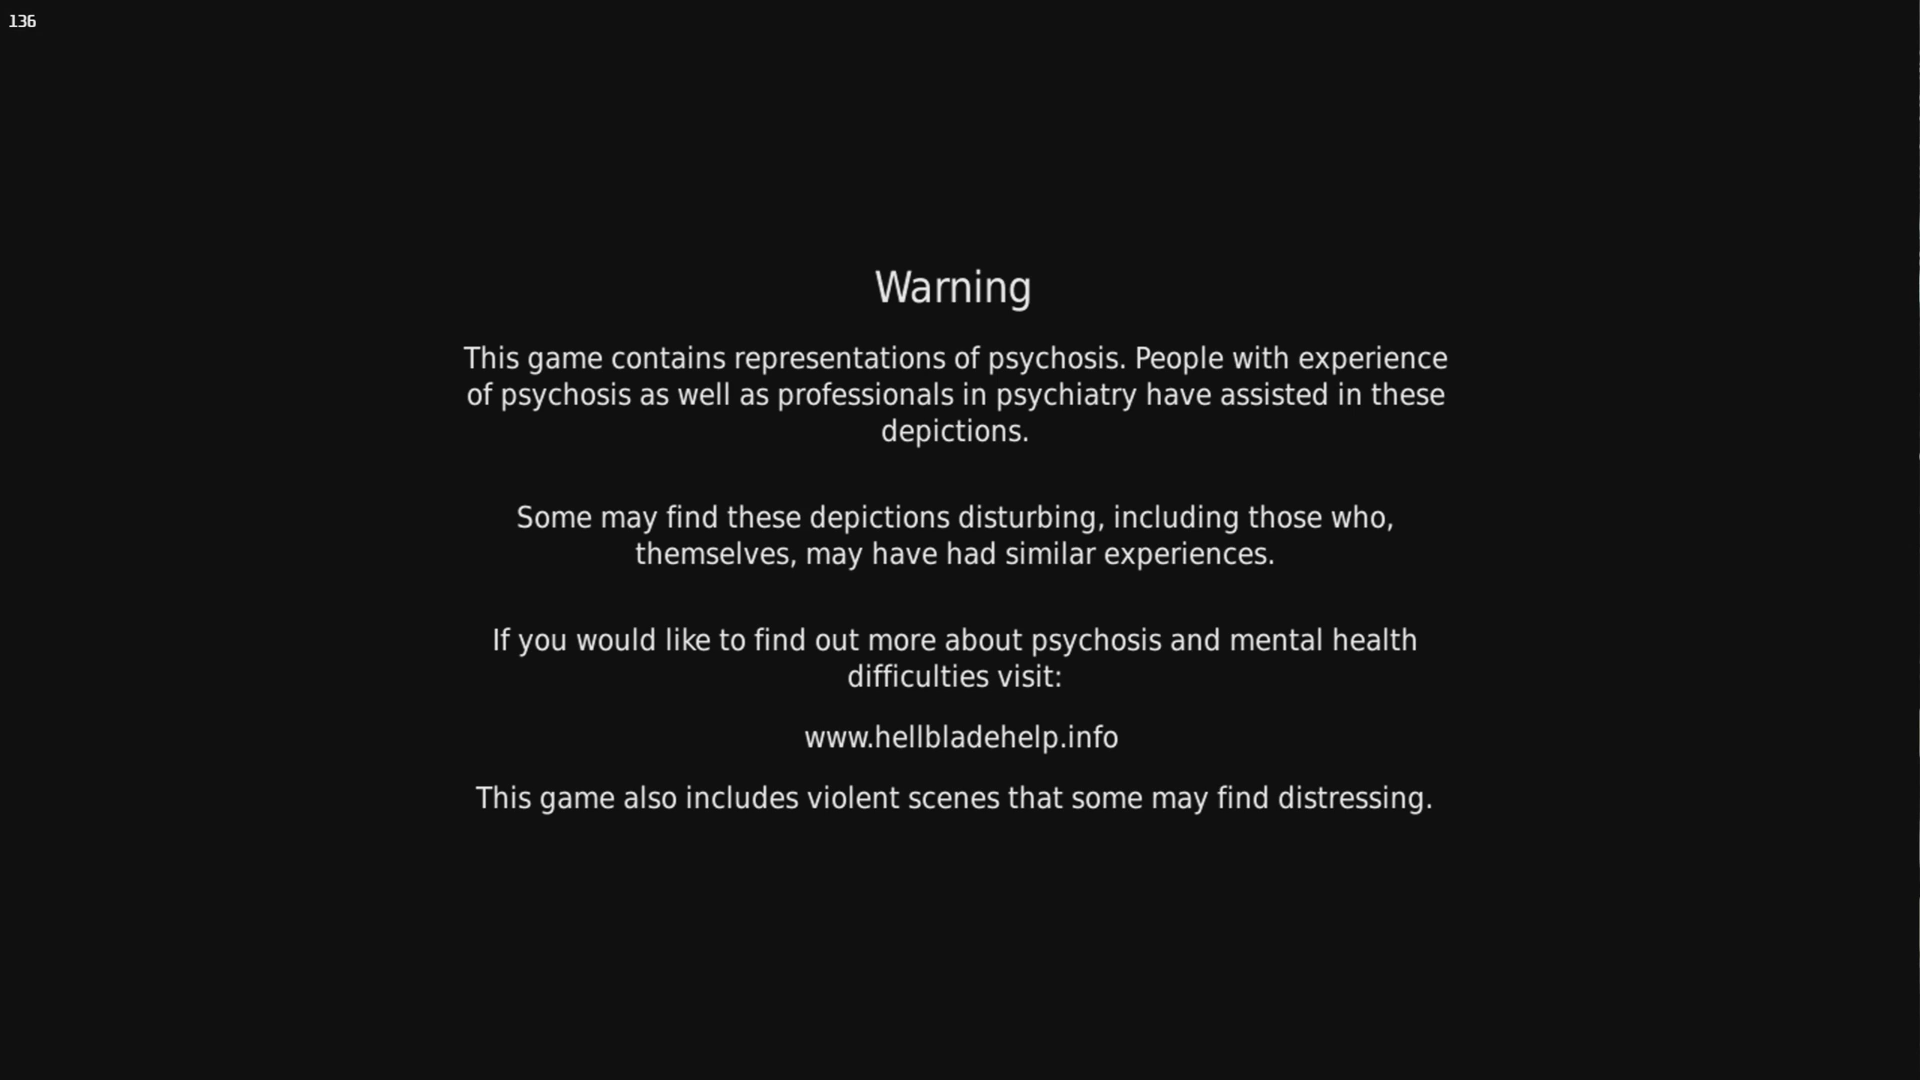 136
Warning
This game contains representations of psychosis. People with experience
of psychosis as well as professionals in psychiatry have assisted in these
depictions.
Some may find these depictions disturbing, including those who,
themselves, may have had similar experiences.
If you would like to find out more about psychosis and mental health
difficulties visit:
www.hellbladehelp.info
This game also includes violent scenes that some may find distressing.